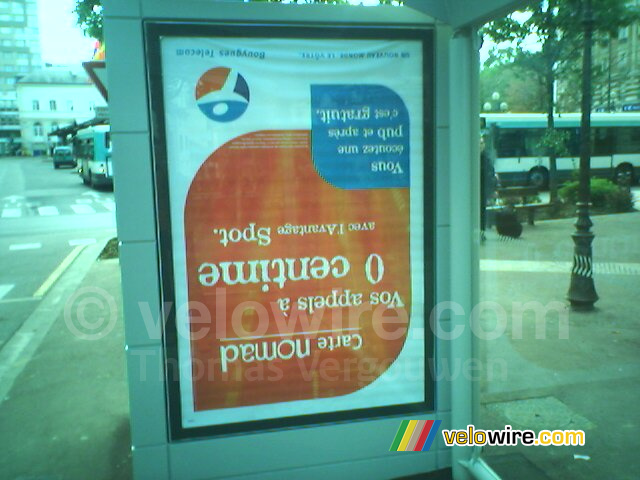 Carte nomad
Vos appels à
0 centime
avec l'Avantage Spot.
Vous
écoutez une
pub et après
c'est gratuit.
UN NOUVEAU MONDE. LE VÔTRE.
Bouygues Telecom
© velowire.com
Thomas Vergouwen
velowire.com